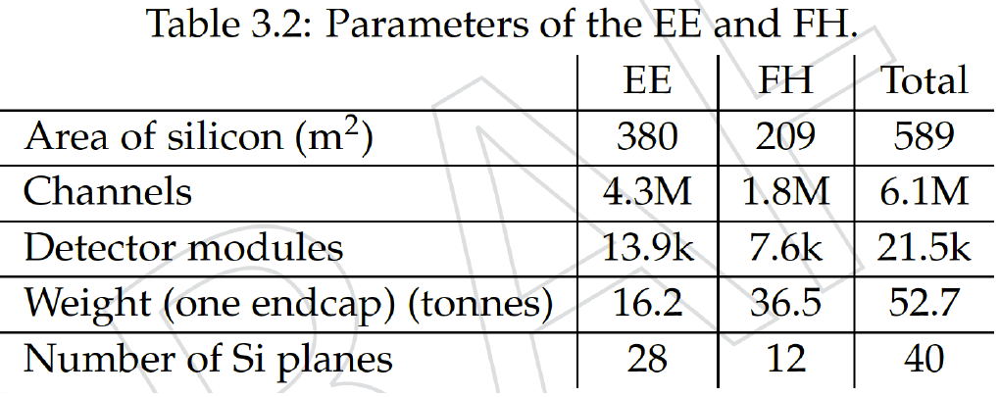 Table 3.2: Parameters of the EE and FH.
EE FH Total
Area of silicon (m²) 380 209 589
Channels 4.3M 1.8M 6.1M
Detector modules 13.9k 7.6k 21.5k
Weight (one endcap) (tonnes) 16.2 36.5 52.7
Number of Si planes 28 12 40